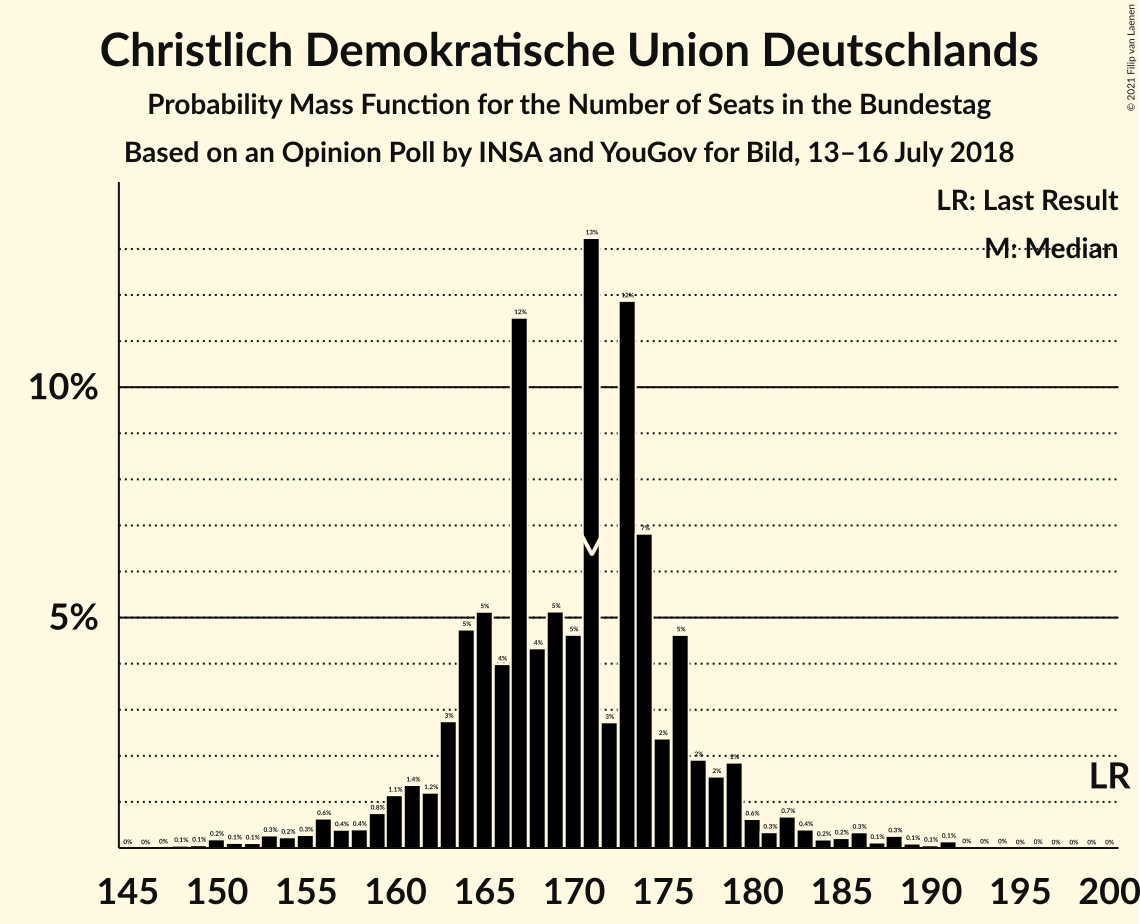 Christlich Demokratische Union Deutschlands
Probability Mass Function for the Number of Seats in the Bundestag
Based on an Opinion Poll by INSA and YouGov for Bild, 13–16 July 2018
© 2021 Filip van Laenen
LR: Last Result
M: Median
10%
5%
0% 0% 0% 0.1% 0.1% 0.2% 0.1% 0.1% 0.3% 0.2% 0.3% 0.6% 0.4% 0.4% 0.8% 1.1% 1.4% 1.2% 3% 5% 5% 4% 12% 4% 5% 5% 13% 3% 12% 7% 2% 5% 2% 2% 2% 0.6% 0.3% 0.7% 0.4% 0.2% 0.2% 0.3% 0.1% 0.3% 0.1% 0.1% 0.1% 0% 0% 0% 0% 0% 0% 0% 0% 0%
M
LR
145 150 155 160 165 170 175 180 185 190 195 200